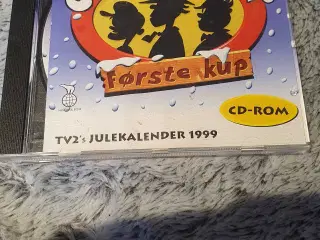 første kup
CD-ROM
TV2's JULEKALENDER 1999